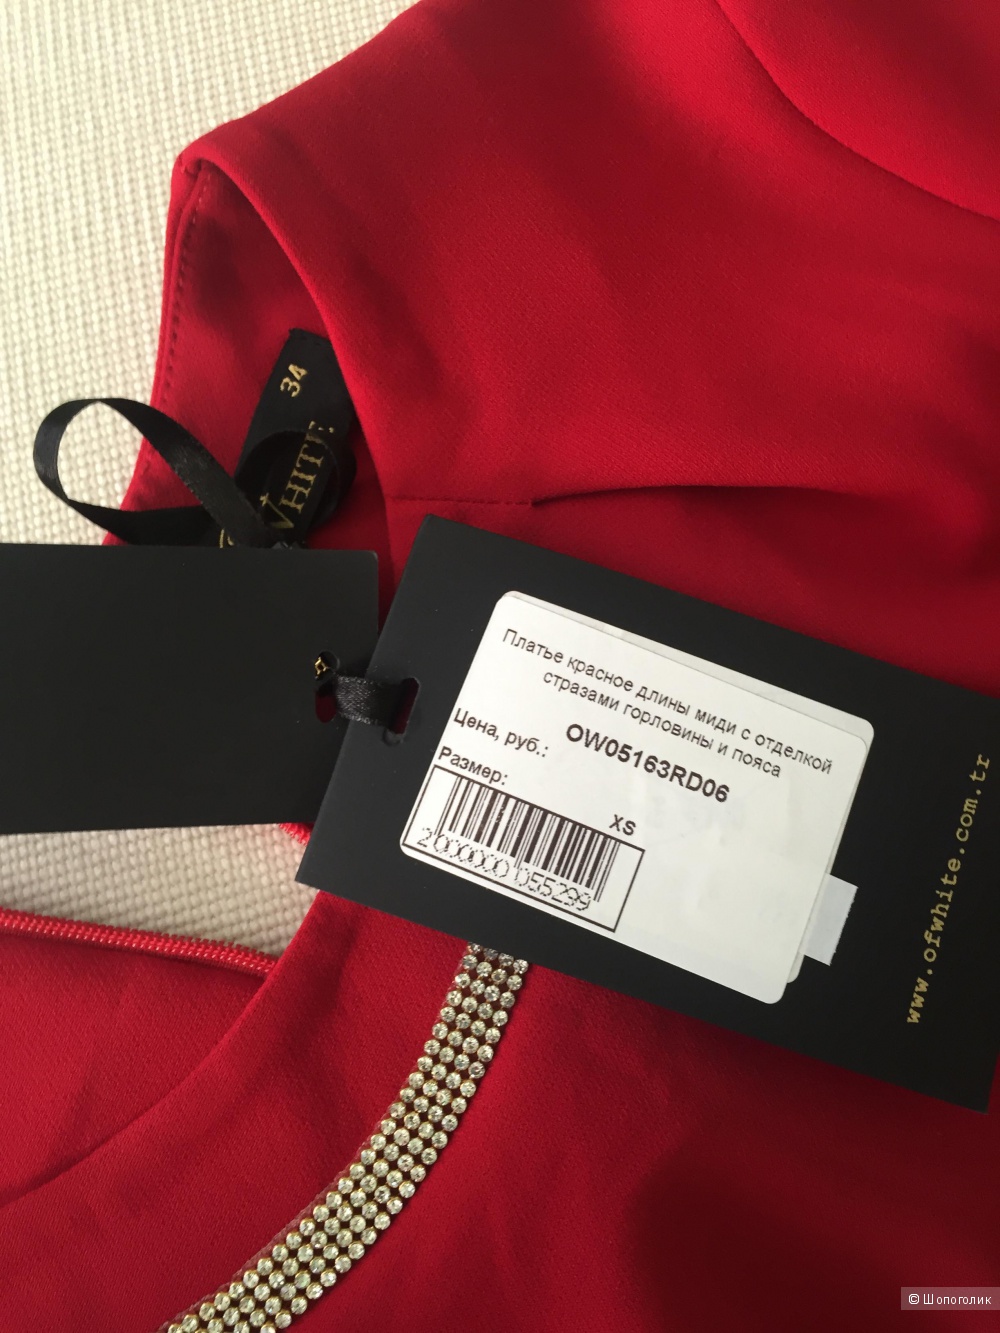 34
WHITE
Платье красное длины миди с отделкой
стразами горловины и пояса
OW05163RD06
Цена, руб.:
Размер:
XS
2000000055299
www.ofwhite.com.tr
© Шопоголик